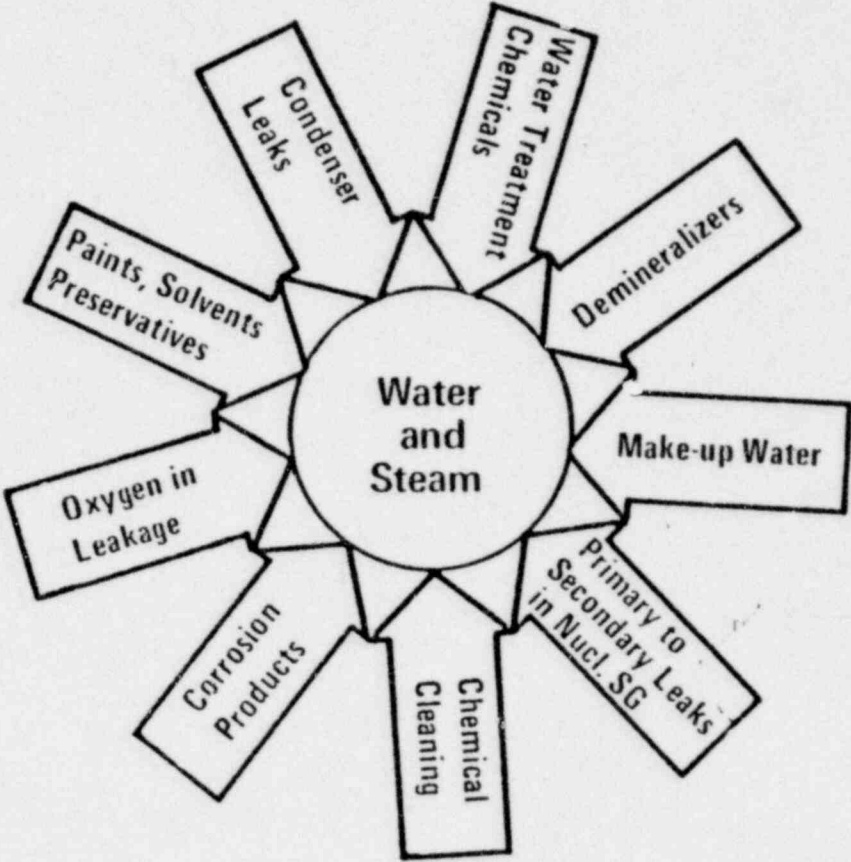 Water
and
Steam
Water Treatment
Chemicals
Demineralizers
Make-up Water
Primary to
Secondary Leaks
in Nucl. SG
Chemical
Cleaning
Corrosion
Products
Oxygen in
Leakage
Paints, Solvents
Preservatives
Condenser
Leaks